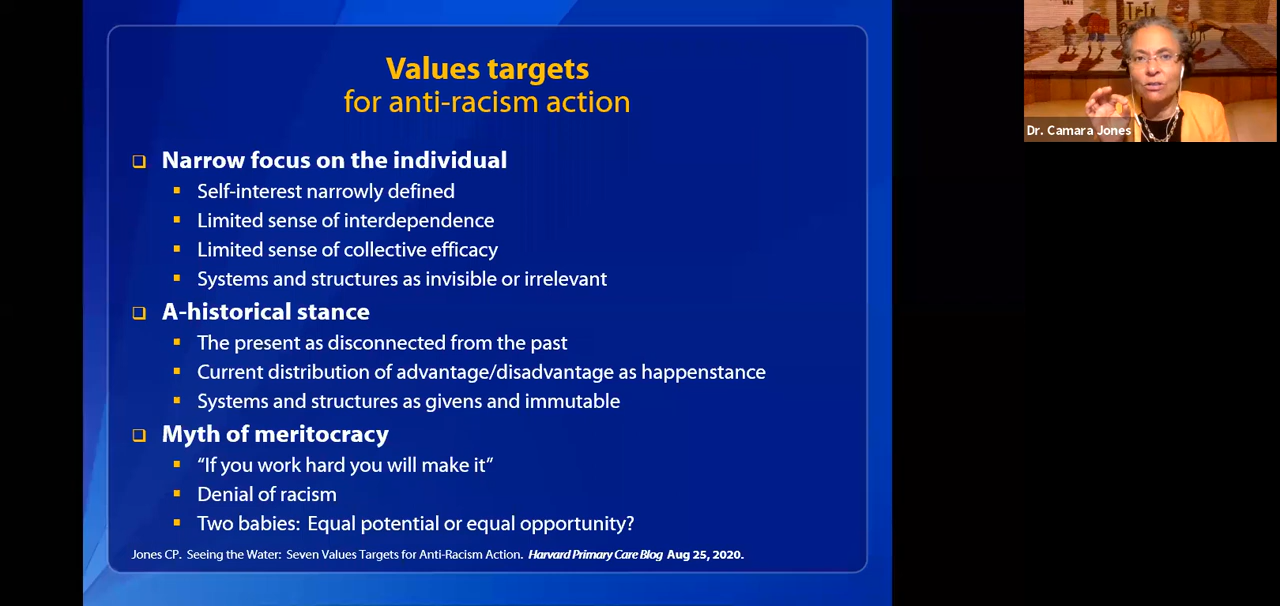 Values targets
for anti-racism action
Narrow focus on the individual
Self-interest narrowly defined
Limited sense of interdependence
Limited sense of collective efficacy
Systems and structures as invisible or irrelevant
A-historical stance
The present as disconnected from the past
Current distribution of advantage/disadvantage as happenstance
Systems and structures as givens and immutable
Myth of meritocracy
“If you work hard you will make it”
Denial of racism
Two babies: Equal potential or equal opportunity?
Jones CP. Seeing the Water: Seven Values Targets for Anti-Racism Action. Harvard Primary Care Blog Aug 25, 2020.
Dr. Camara Jones